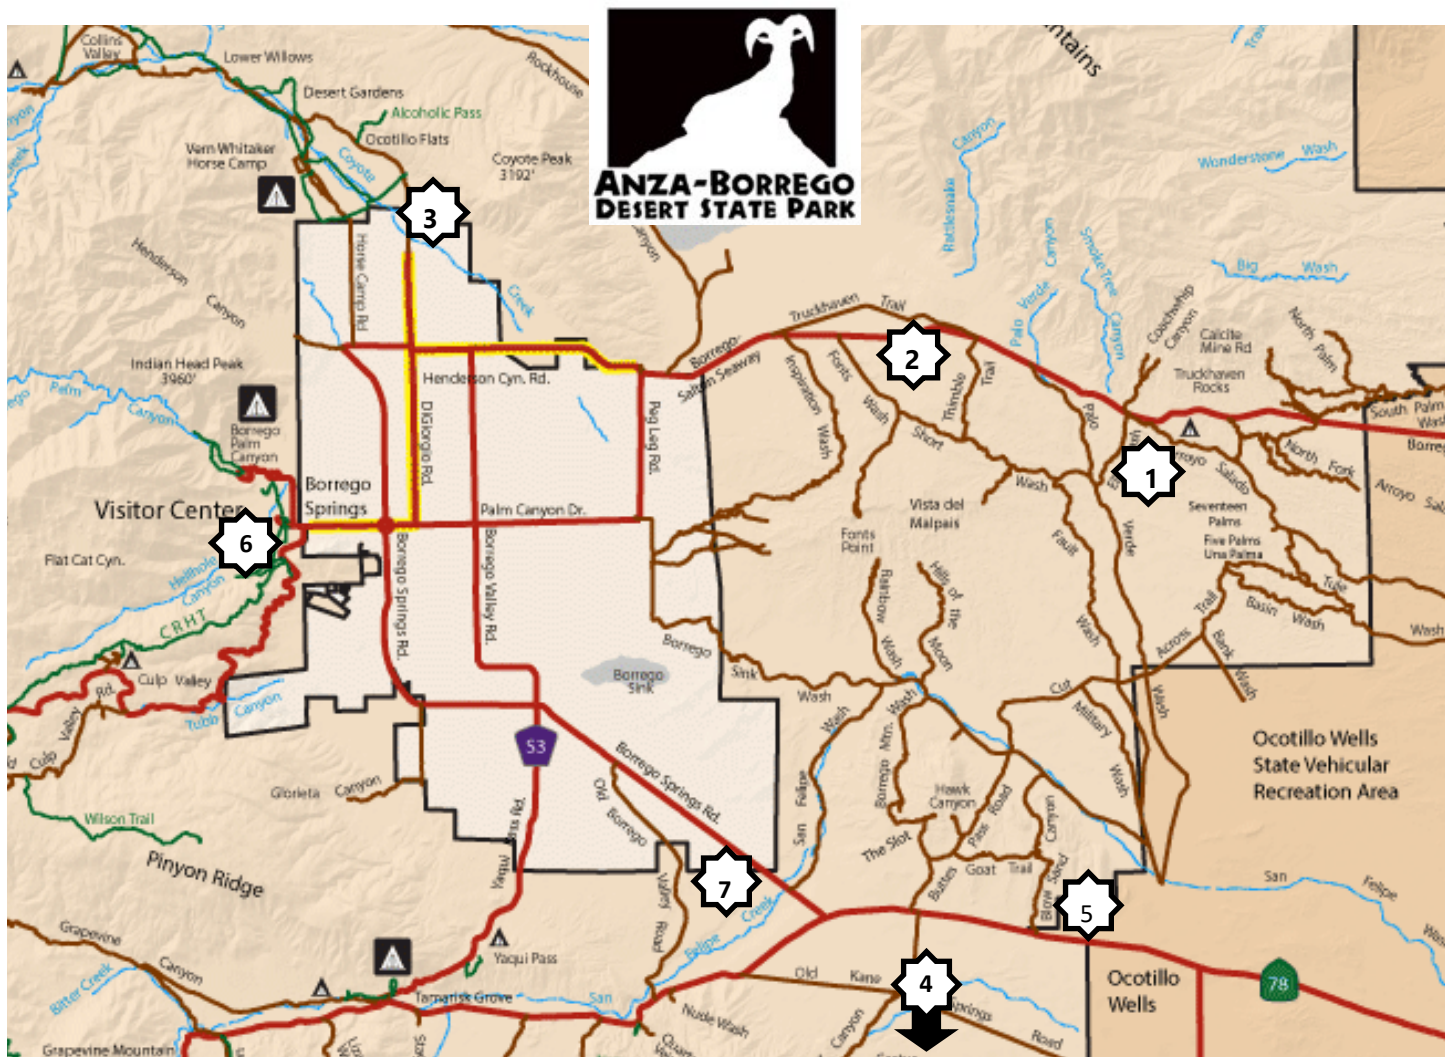 Collins
Valley
Lower Willows
Rockhouse
Desert Gardens
Alcoholic Pass
Ocotillo Flats
Vern Whitaker
Horse Camp
Coyote
Coyote Peak
3192'
3
ANZA-BORREGO
DESERT STATE PARK
Canyon
Rattlesnake
Wonderstone Wash
Canyon
Palo Verde
Smoke Tree
Canyon
Big Wash
Henderson
Canyon
Horse Camp Rd
Creek
Truckhaven Trail
2
Coachwhip
Canyon
Calcite
Mine Rd
North Palm
Truckhaven
Rocks
Indian Head Peak
3960'
Palm
Canyon
Borrego
Palm
Canyon
Henderson Cyn. Rd.
DiGiorgio Rd.
Peg Leg Rd.
Borrego-
Salton Seaway
Inspiration
Wash
Fonts
Wash
Short
Wash
Thimble
Trail
Palo
Verde
Wash
South Palm
Wash
North Fork
Arroyo
Salado
1
Borrego
Springs
Palm Canyon Dr.
Visitor Center
6
Flat Cat Cyn.
Hellhole
Canyon
CRHT
Borrego Springs Rd.
Borrego Valley Rd.
Vista del
Malpais
Fonts
Point
Seventeen
Palms
Five Palms
Una Palma
Fault
Wash
Rainbow
Wash
Hills of the
Moon
Wash
Tule
Wash
Basin Wash
Across
Trail
Bank
Wash
Borrego
Sink
Wash
Borrego
Sink
Culp Valley
Rd.
Culp
Valley
Tubb Canyon
Cut
Military
Wash
53
Borrego Springs Rd.
Old Borrego
Valley Road
Glorieta Canyon
Wilson Trail
Pinyon Ridge
Yaqui
Pass Rd.
San Felipe
Wash
Borrego Mtn.
Hawk
Canyon
The Slot
Pass Road
Canyon
Goat Trail
Buttes
Blow Sand
Ocotillo Wells
State Vehicular
Recreation Area
San Felipe
7
5
Felipe
Creek
Grapevine
Canyon
Bitter Creek
Yaqui Pass
Tamarisk Grove
San
Nude Wash
Old Kane
Springs
Road
Canyon
4
Ocotillo
Wells
78
Grapevine Mountain